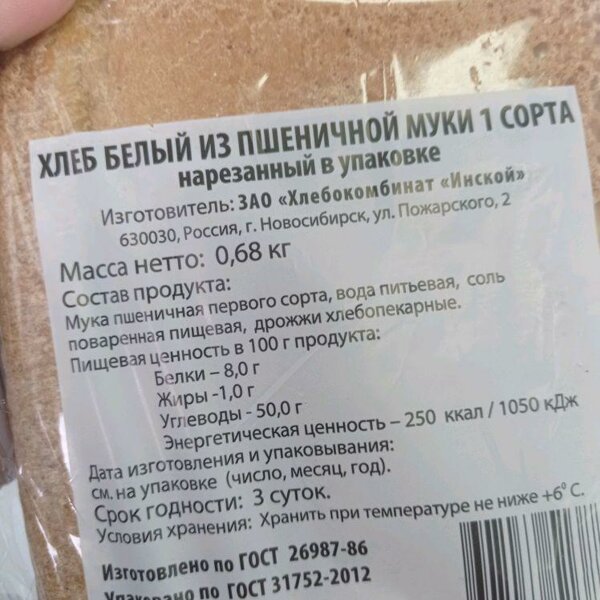 ХЛЕБ БЕЛЫЙ ИЗ ПШЕНИЧНОЙ МУКИ 1 СОРТА
нарезанный в упаковке
Изготовитель: ЗАО «Хлебокомбинат «Инской»
630030, Россия, г. Новосибирск, ул. Пожарского, 2
Масса нетто: 0,68 кг
Состав продукта:
Мука пшеничная первого сорта, вода питьевая, соль
поваренная пищевая, дрожжи хлебопекарные.
Пищевая ценность в 100 г продукта:
Белки – 8,0 г
Жиры -1,0 г
Углеводы - 50,0 г
Энергетическая ценность – 250 ккал / 1050 кДж
Дата изготовления и упаковывания:
см. на упаковке (число, месяц, год).
Срок годности: 3 суток.
Условия хранения: Хранить при температуре не ниже +6⁰ С.
Изготовлено по ГОСТ 26987-86
Упаковано по ГОСТ 31752-2012